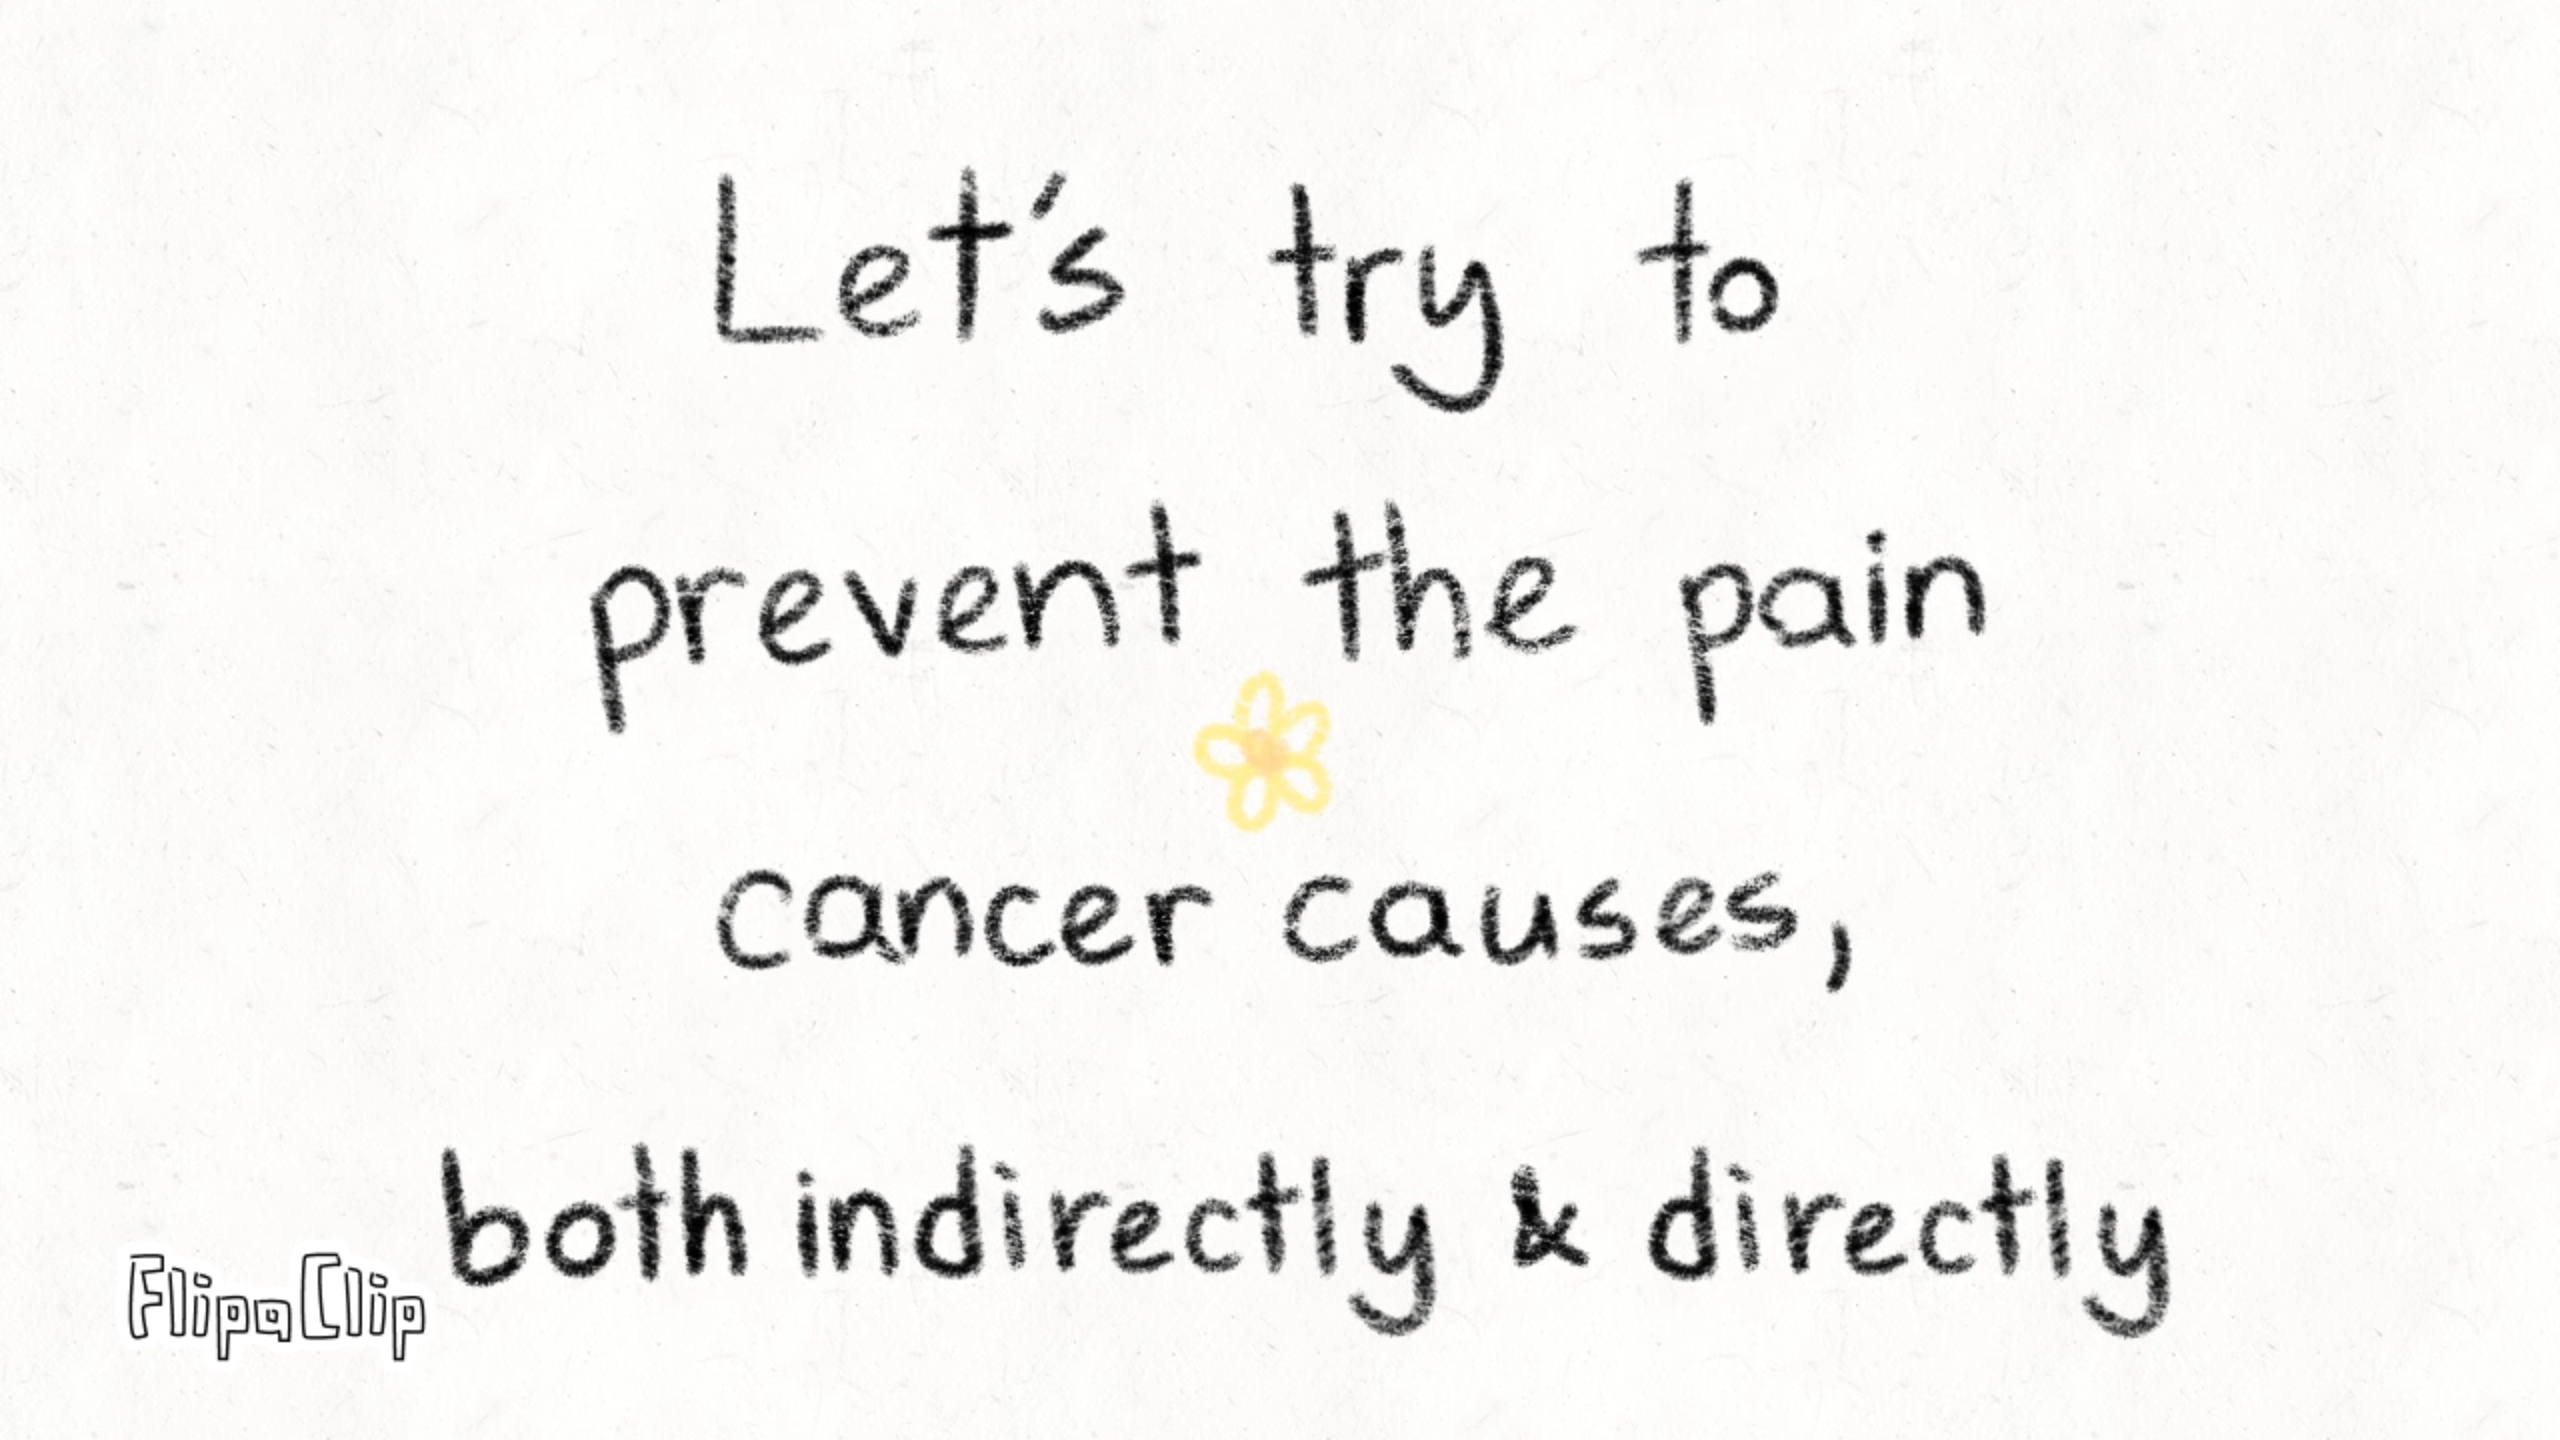 Let's try to
prevent the pain
cancer causes,
both indirectly & directly
FlipaClip